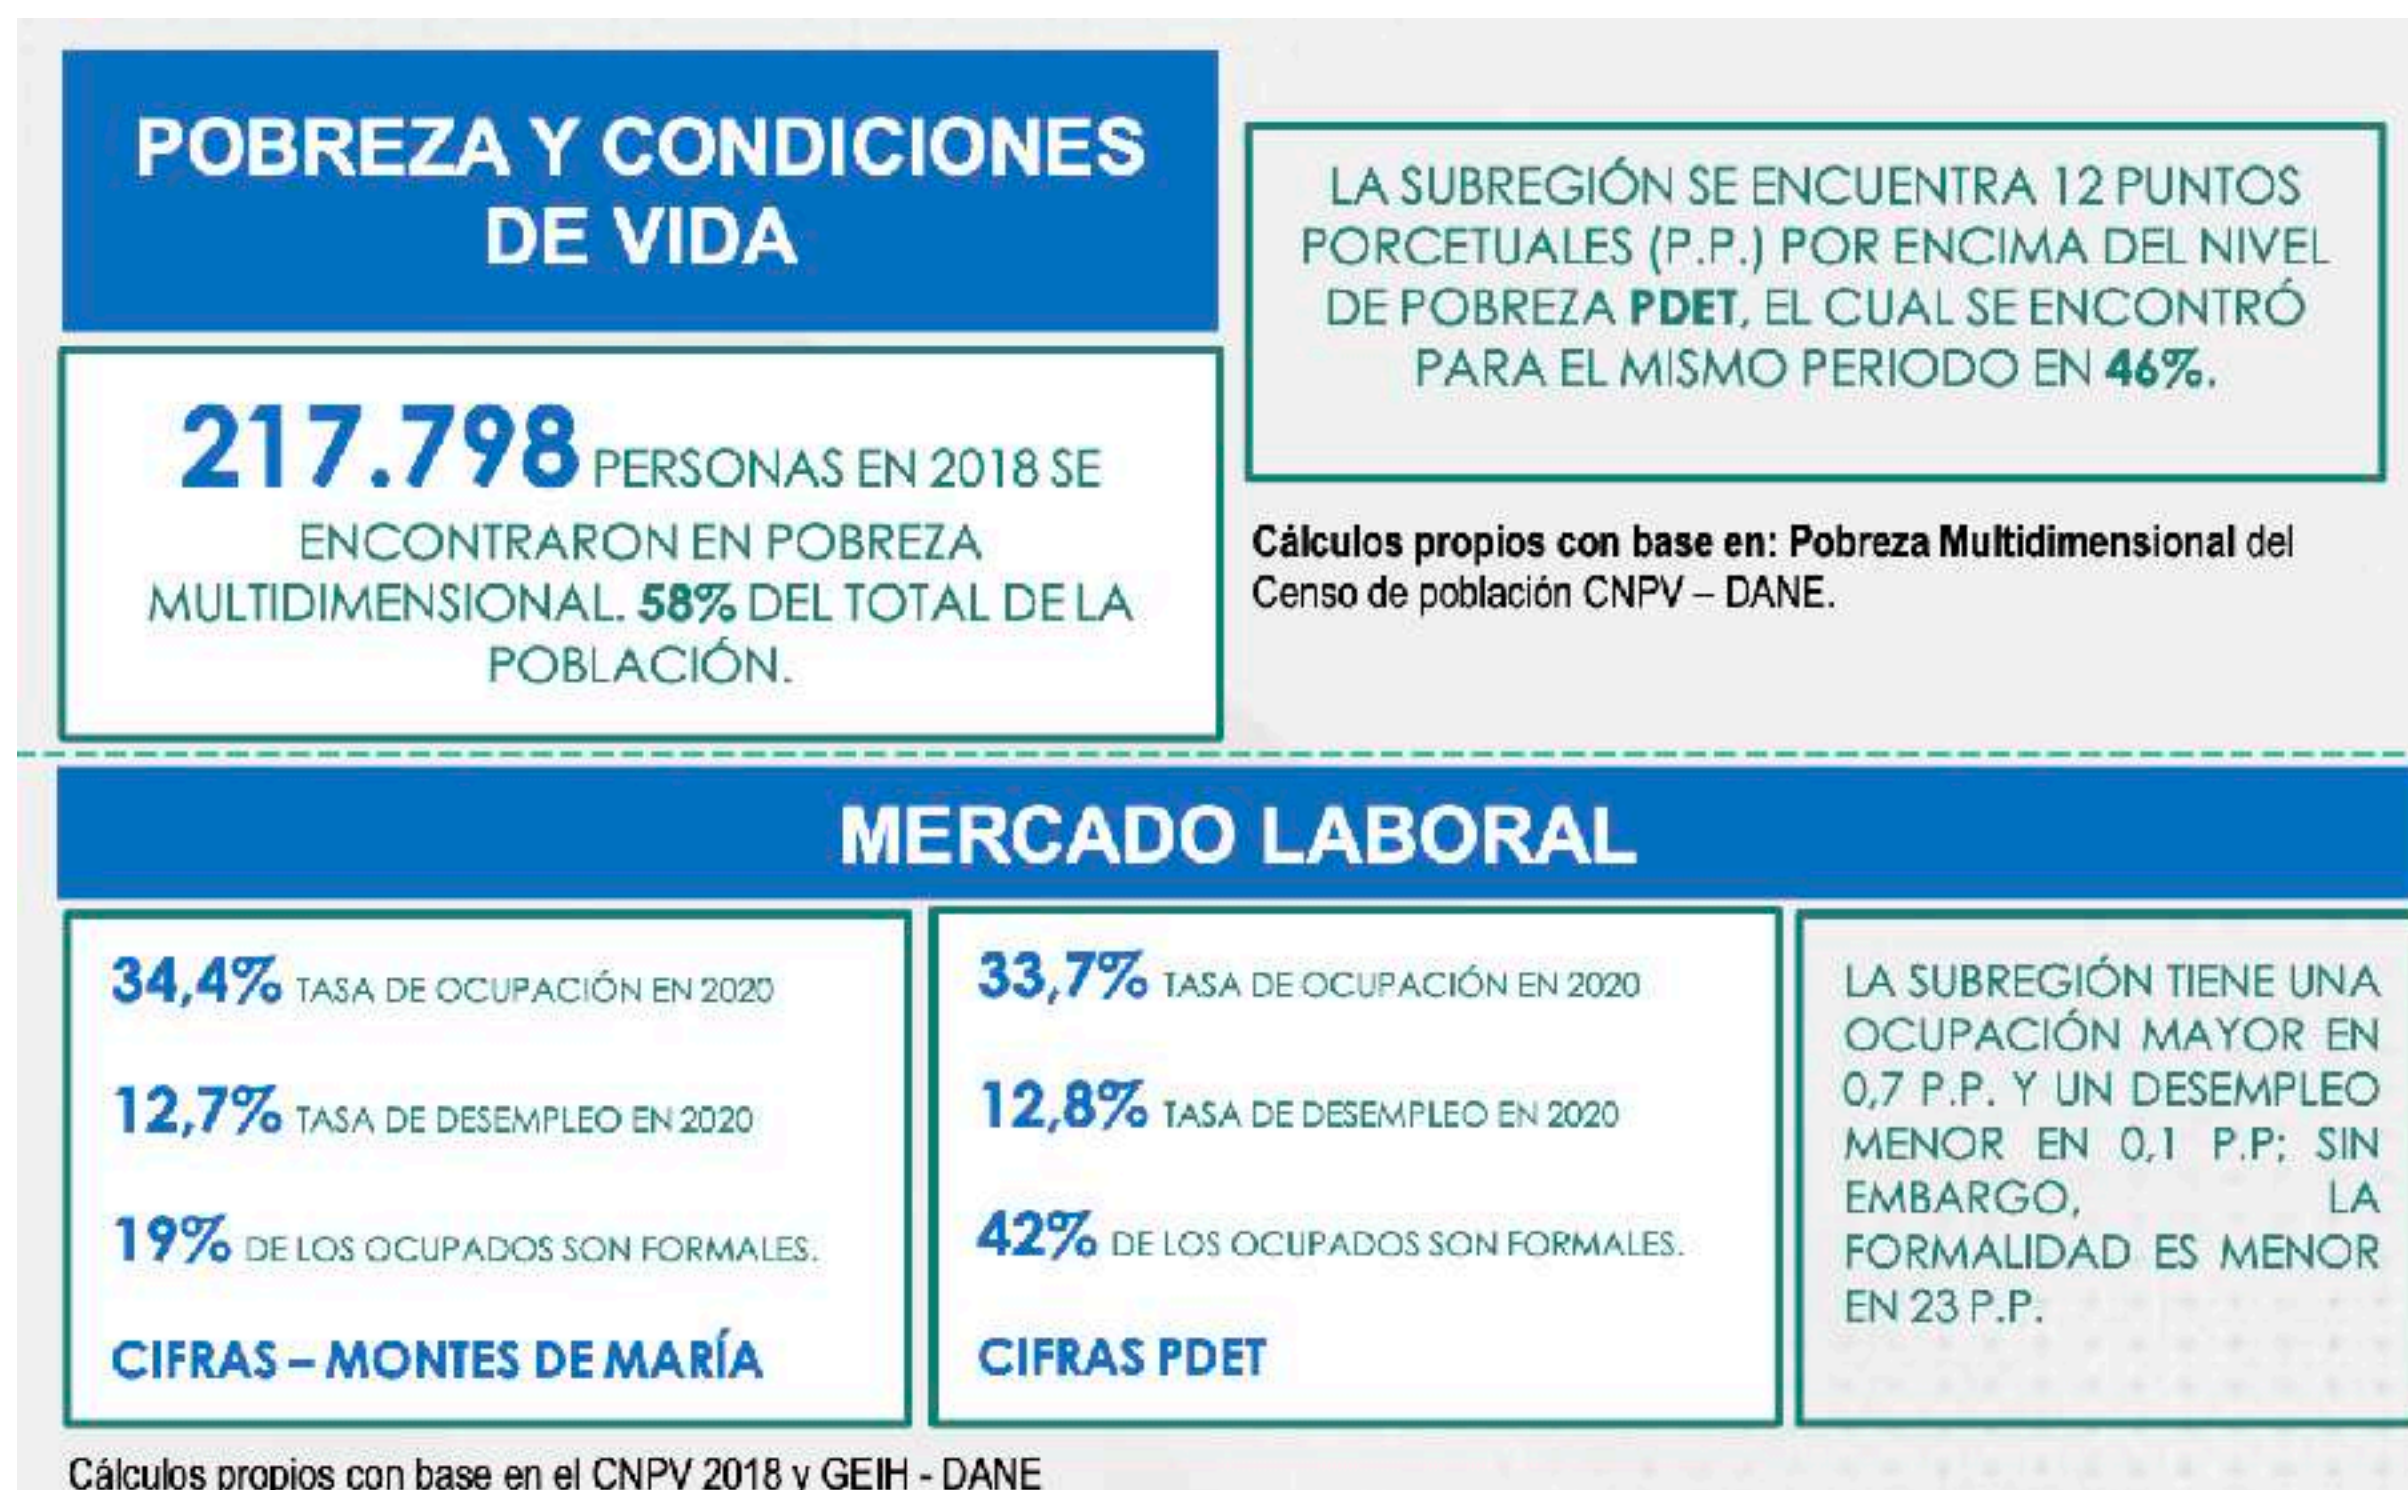 POBREZA Y CONDICIONES
DE VIDA
217.798 PERSONAS EN 2018 SE
ENCONTRARON EN POBREZA
MULTIDIMENSIONAL. 58% DEL TOTAL DE LA
POBLACIÓN.
LA SUBREGIÓN SE ENCUENTRA 12 PUNTOS
PORCETUALES (P.P.) POR ENCIMA DEL NIVEL
DE POBREZA PDET, EL CUAL SE ENCONTRÓ
PARA EL MISMO PERIODO EN 46%.
Cálculos propios con base en: Pobreza Multidimensional del
Censo de población CNPV – DANE.
MERCADO LABORAL
34,4% TASA DE OCUPACIÓN EN 2020
12,7% TASA DE DESEMPLEO EN 2020
19% DE LOS OCUPADOS SON FORMALES.
CIFRAS – MONTES DE MARÍA
33,7% TASA DE OCUPACIÓN EN 2020
12,8% TASA DE DESEMPLEO EN 2020
42% DE LOS OCUPADOS SON FORMALES.
CIFRAS PDET
LA SUBREGIÓN TIENE UNA
OCUPACIÓN MAYOR EN
0,7 P.P. Y UN DESEMPLEO
MENOR EN 0,1 P.P; SIN
EMBARGO, LA
FORMALIDAD ES MENOR
EN 23 P.P.
Cálculos propios con base en el CNPV 2018 y GEIH - DANE